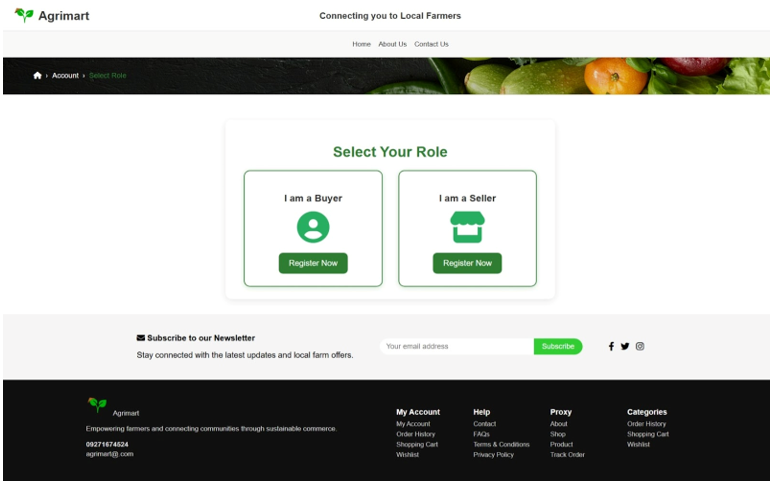 Agrimart
Connecting you to Local Farmers
Home About Us Contact Us
Account › Select Role
Select Your Role
I am a Buyer
Register Now
I am a Seller
Register Now
Subscribe to our Newsletter
Stay connected with the latest updates and local farm offers.
Your email address
Subscribe
Agrimart
Empowering farmers and connecting communities through sustainable commerce.
09271674524
agrimart@.com
My Account
My Account
Order History
Shopping Cart
Wishlist
Help
Contact
FAQs
Terms & Conditions
Privacy Policy
Proxy
About
Shop
Product
Track Order
Categories
Order History
Shopping Cart
Wishlist